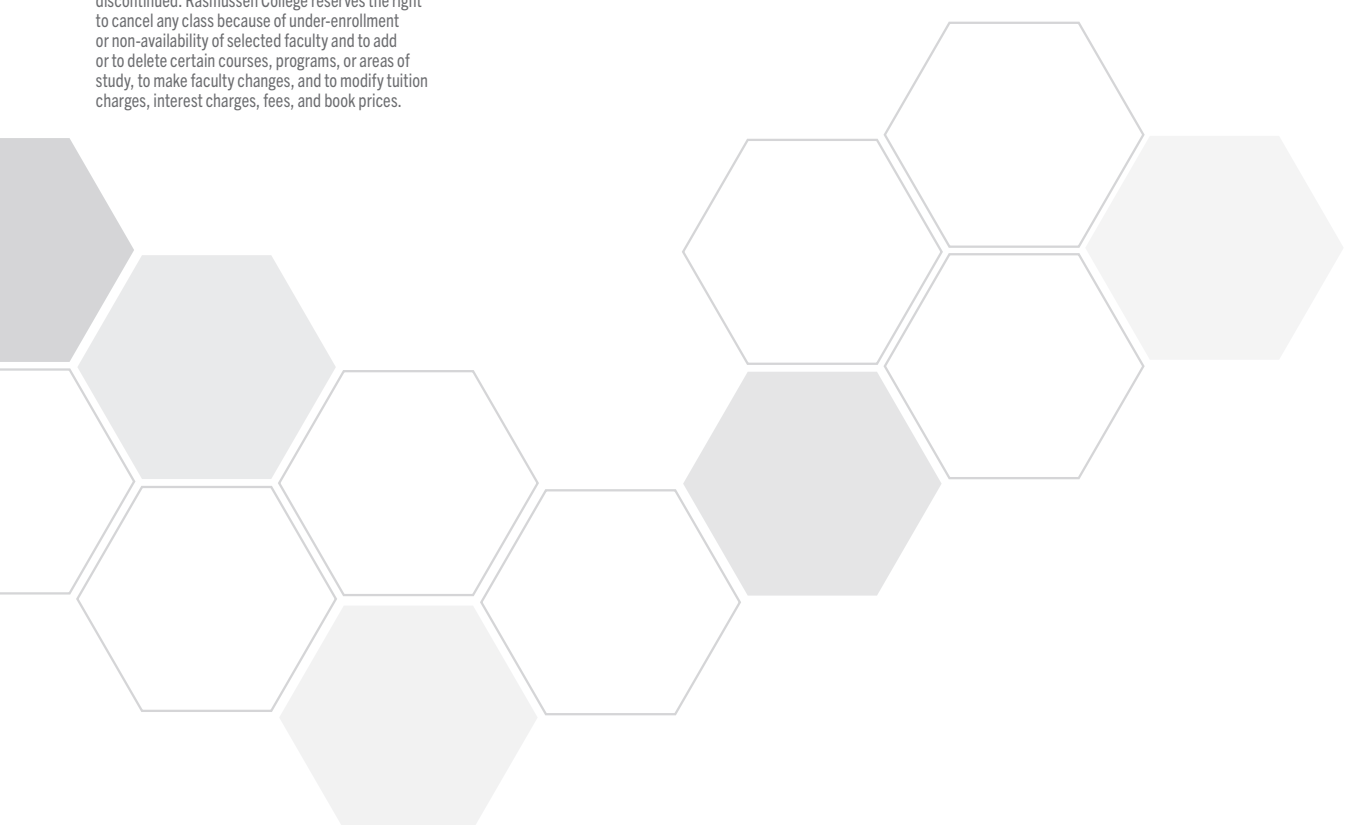 discontinued. Rasmussen College reserves the right
to cancel any class because of under-enrollment
or non-availability of selected faculty and to add
or to delete certain courses, programs, or areas of
study, to make faculty changes, and to modify tuition
charges, interest charges, fees, and book prices.